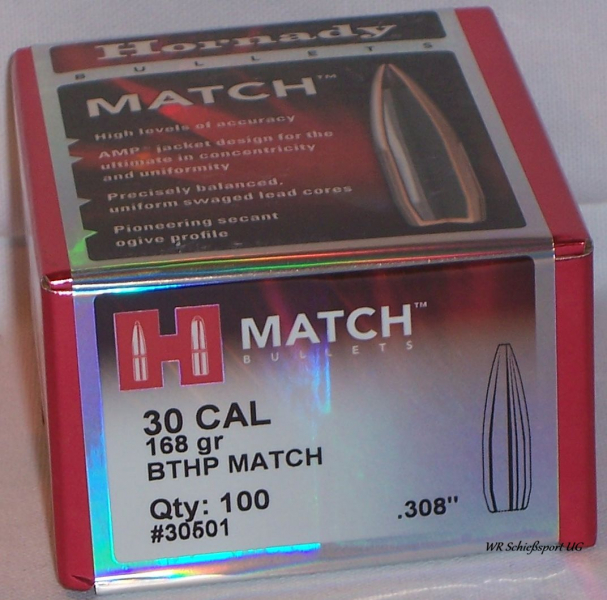 Hornady
BULLETS
MATCH™
High levels of accuracy
AMP® jacket design for the
ultimate in concentricity
and uniformity
Precisely balanced,
uniform swaged lead cores
Pioneering secant
ogive profile
H MATCH™
BULLETS
30 CAL
168 gr
BTHP MATCH
Qty: 100
#30501
.308"
WR Schießsport UG